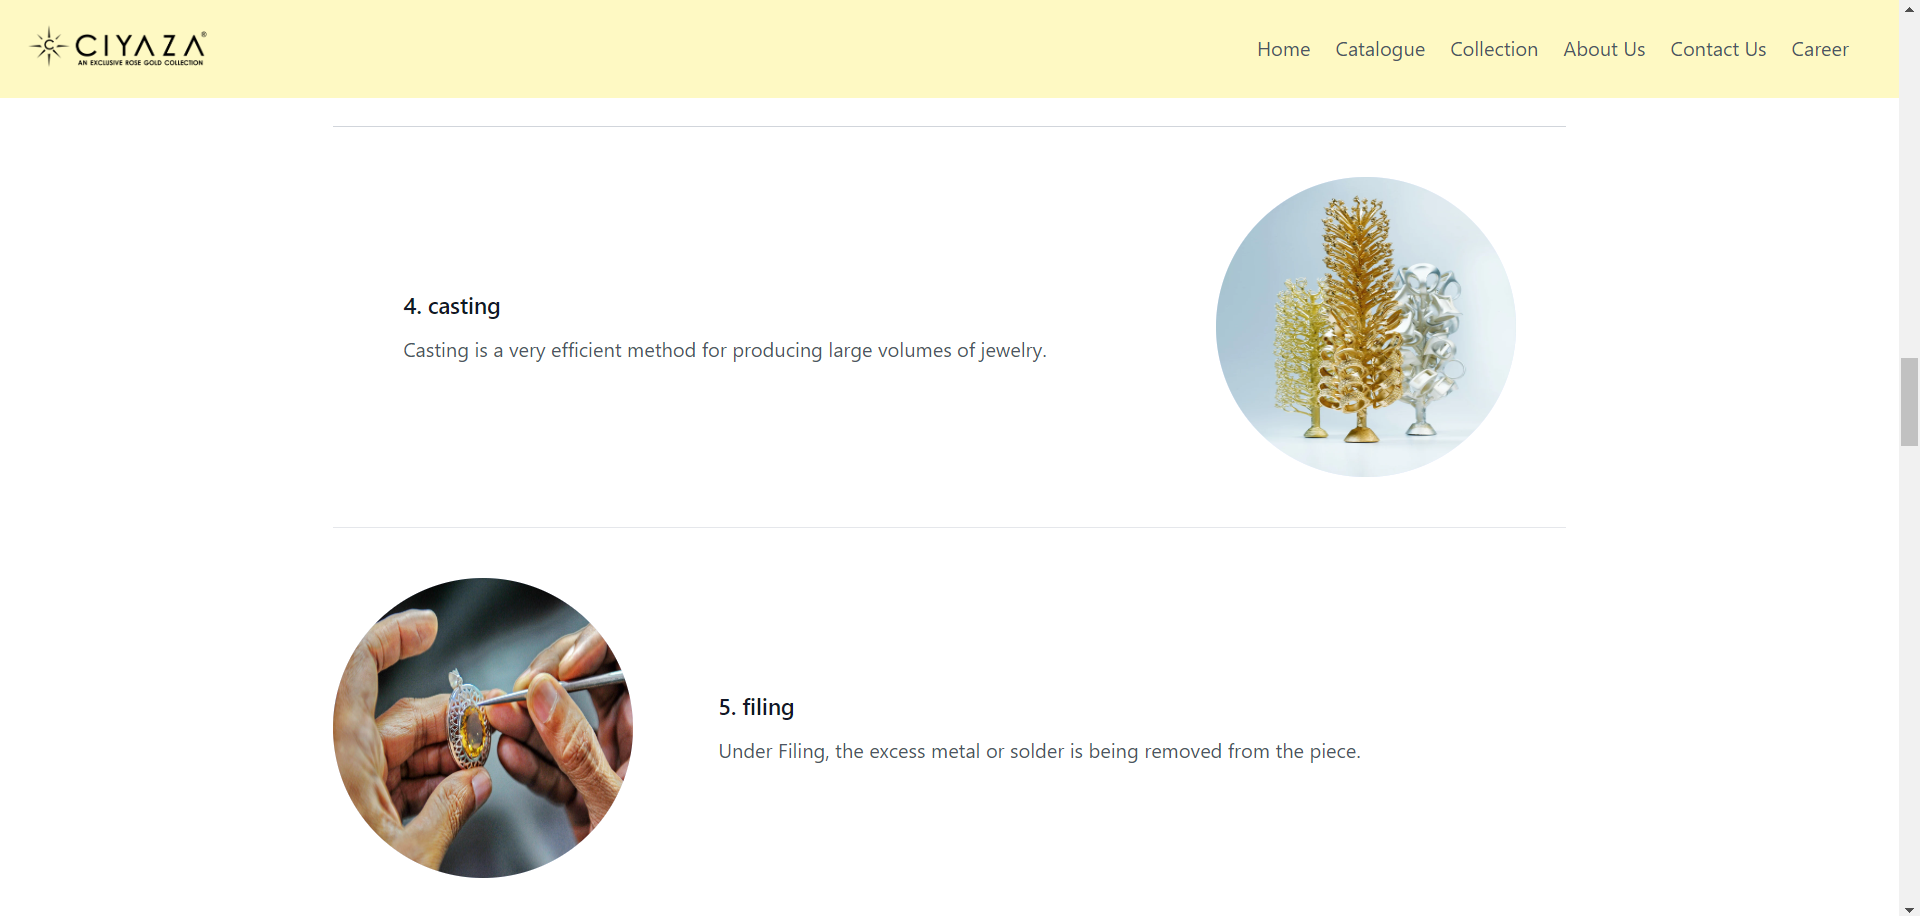 CIYAZA®
AN EXCLUSIVE ROSE GOLD COLLECTION
Home Catalogue Collection About Us Contact Us Career
4. casting
Casting is a very efficient method for producing large volumes of jewelry.
5. filing
Under Filing, the excess metal or solder is being removed from the piece.